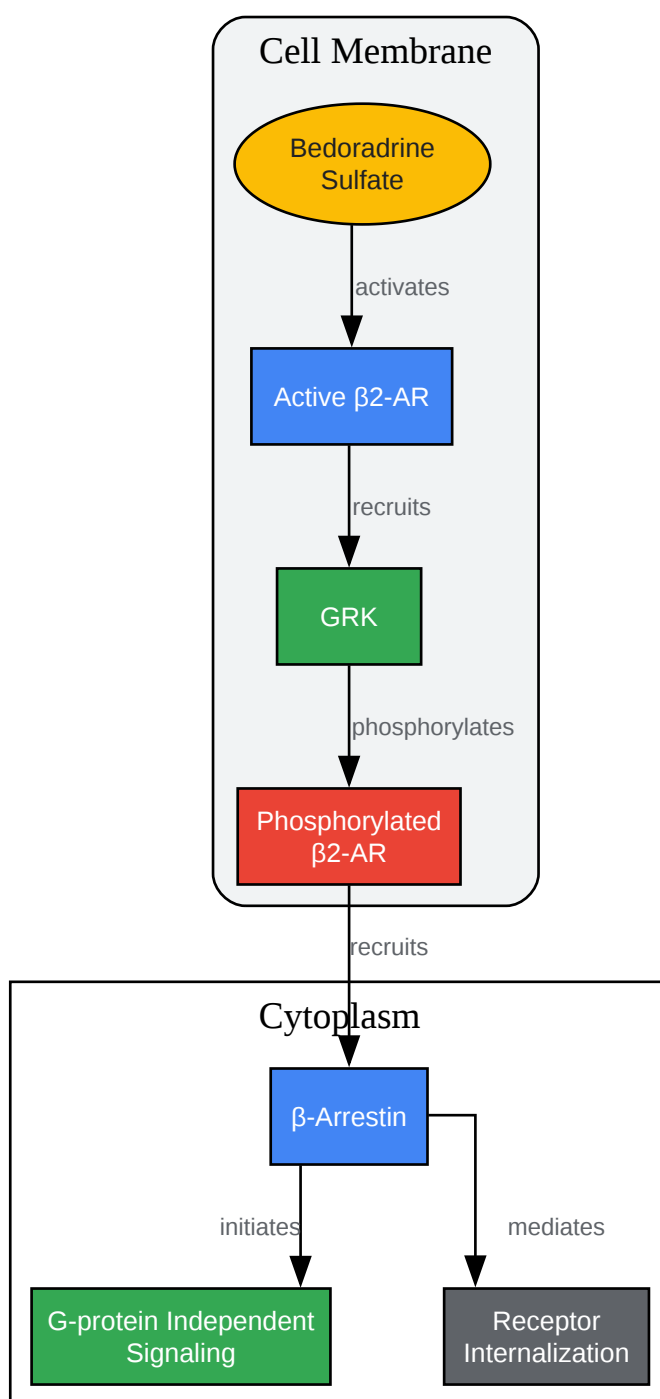 Cell Membrane
Bedoradrine
Sulfate
activates
Active β2-AR
recruits
GRK
phosphorylates
Phosphorylated
β2-AR
recruits
Cytoplasm
β-Arrestin
initiates
mediates
G-protein Independent
Signaling
Receptor
Internalization